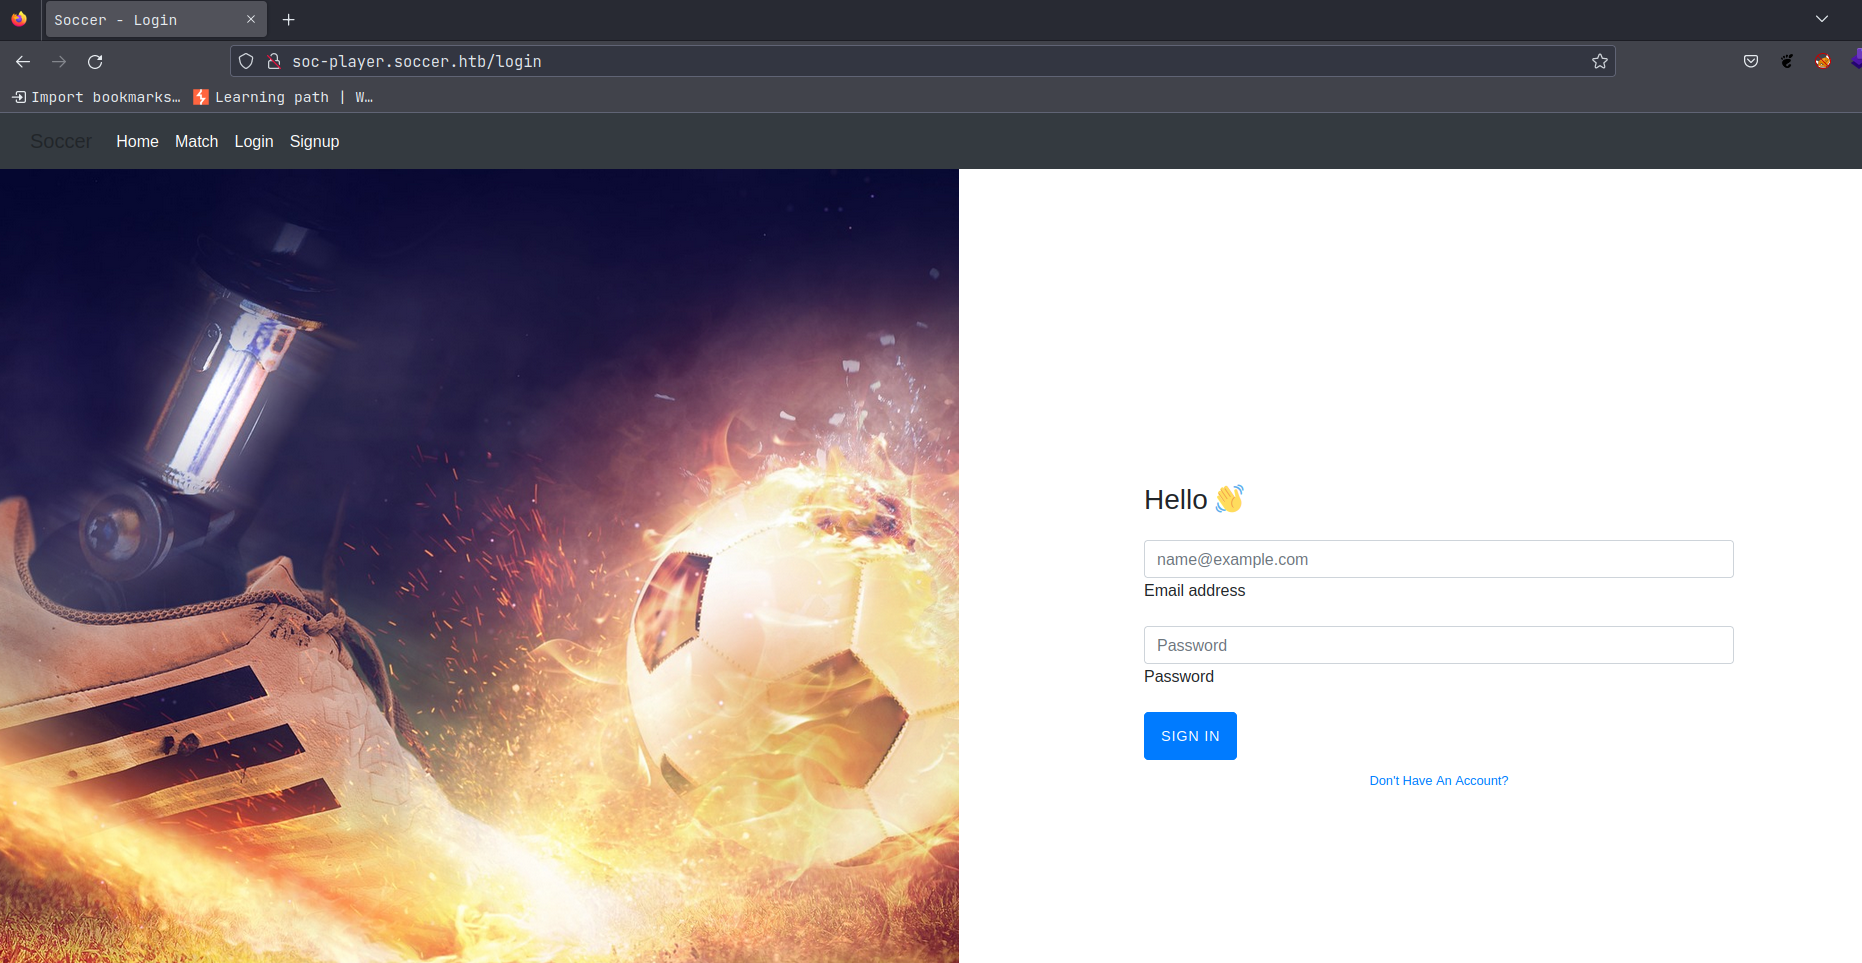 Soccer - Login
soc-player.soccer.htb/login
Import bookmarks… Learning path | W…
Soccer Home Match Login Signup
Hello 👋
name@example.com
Email address
Password
Password
SIGN IN
Don't Have An Account?